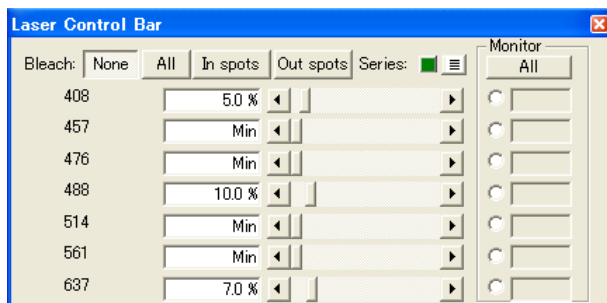 Laser Control Bar
Monitor
Bleach: None All In spots Out spots Series: All
408 5.0 %
457 Min
476 Min
488 10.0 %
514 Min
561 Min
637 7.0 %